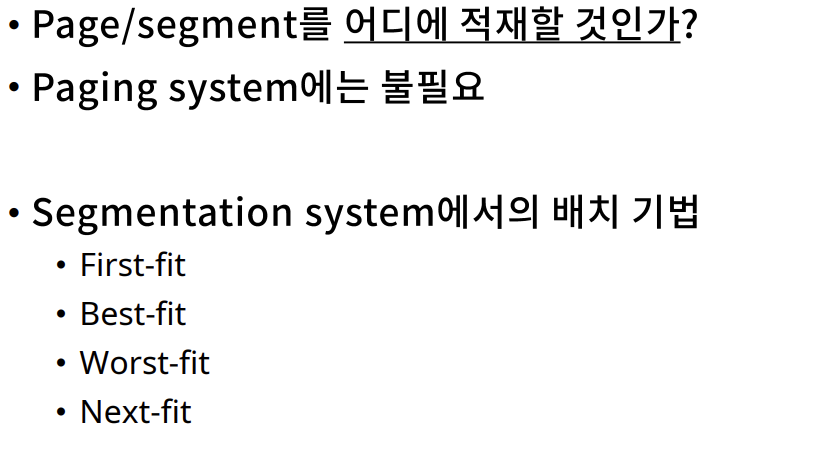 • Page/segment를 어디에 적재할 것인가?
• Paging system에는 불필요
• Segmentation system에서의 배치 기법
• First-fit
• Best-fit
• Worst-fit
• Next-fit